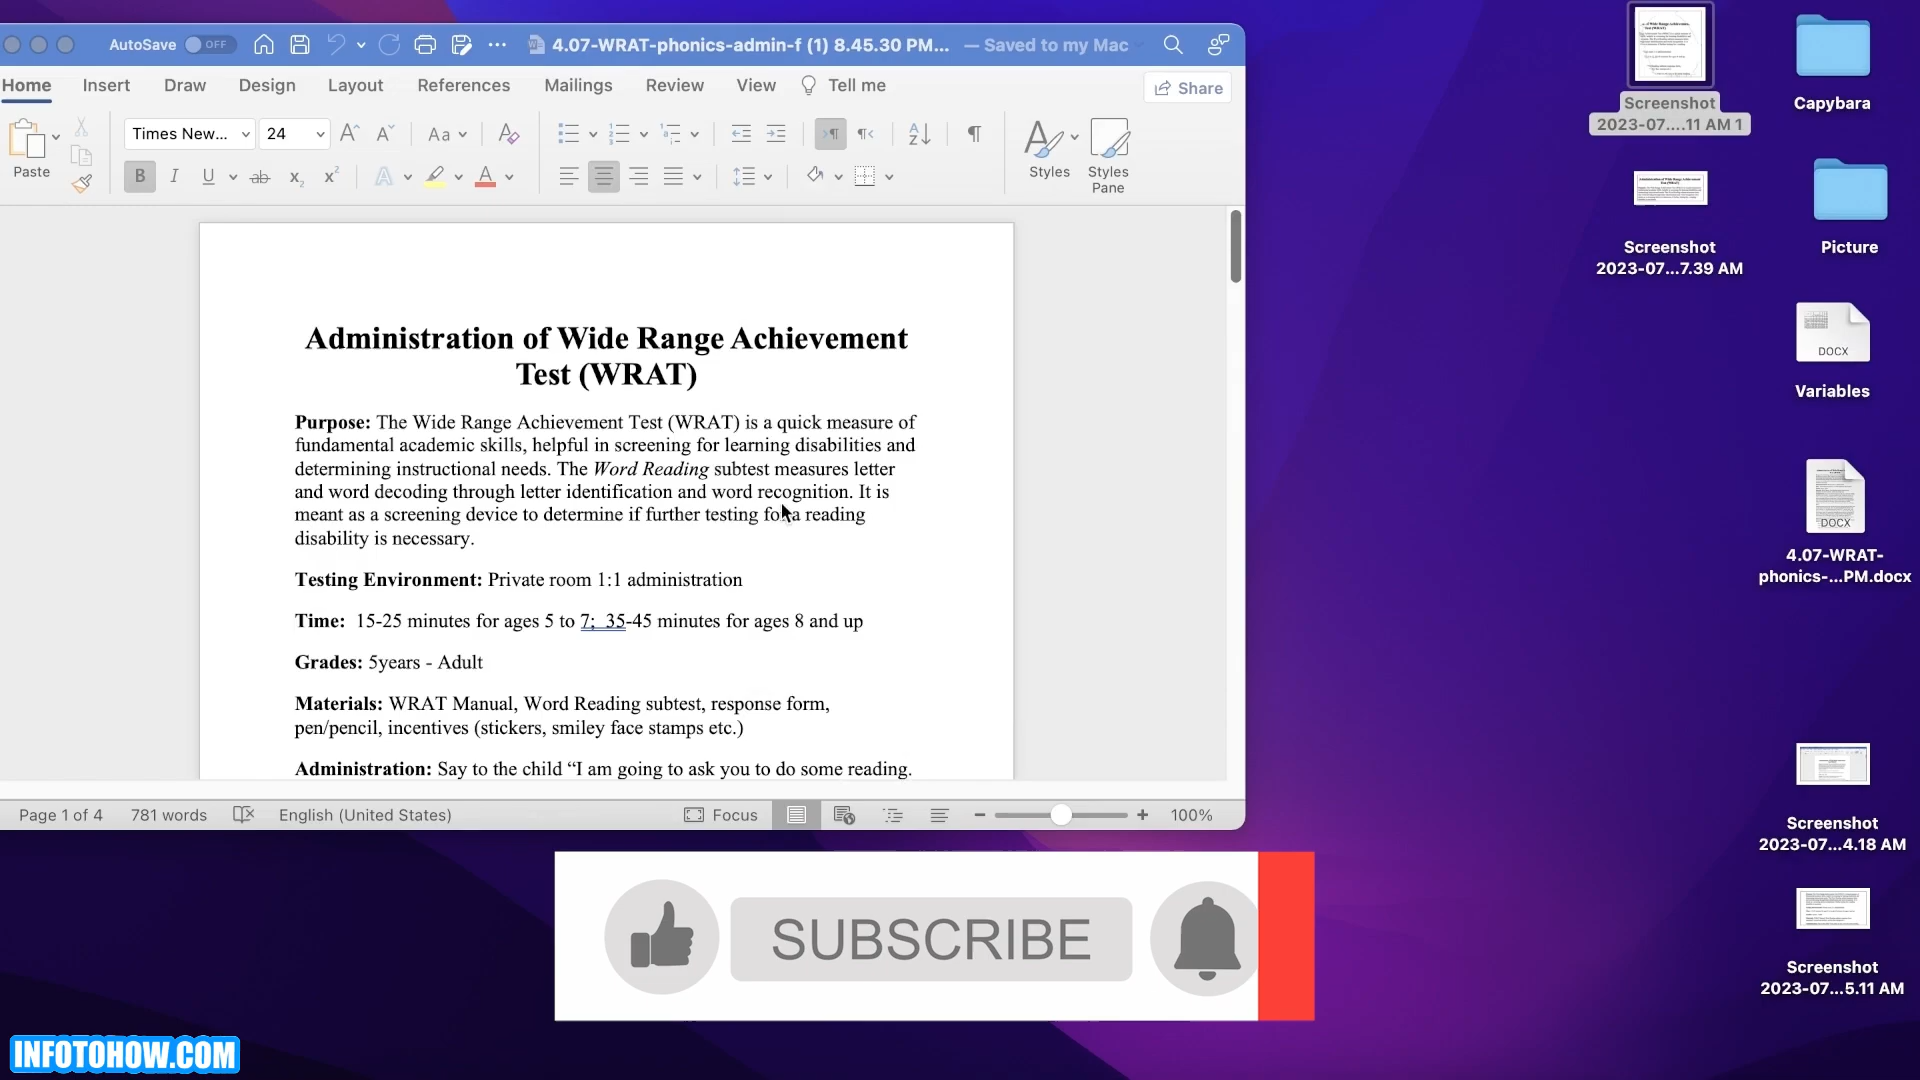 AutoSave OFF 4.07-WRAT-phonics-admin-f (1) 8.45.30 PM... — Saved to my Mac
Home Insert Draw Design Layout References Mailings Review View Tell me Share
Paste Times New... 24 Aa Styles Styles Pane
Administration of Wide Range Achievement
Test (WRAT)
Purpose: The Wide Range Achievement Test (WRAT) is a quick measure of
fundamental academic skills, helpful in screening for learning disabilities and
determining instructional needs. The Word Reading subtest measures letter
and word decoding through letter identification and word recognition. It is
meant as a screening device to determine if further testing for a reading
disability is necessary.
Testing Environment: Private room 1:1 administration
Time: 15-25 minutes for ages 5 to 7; 35-45 minutes for ages 8 and up
Grades: 5years - Adult
Materials: WRAT Manual, Word Reading subtest, response form,
pen/pencil, incentives (stickers, smiley face stamps etc.)
Administration: Say to the child “I am going to ask you to do some reading.
Page 1 of 4 781 words English (United States) Focus 100%
SUBSCRIBE
INFOTOHOW.COM
Screenshot
2023-07....11 AM 1
Capybara
Screenshot
2023-07...7.39 AM
Picture
DOCX
Variables
DOCX
4.07-WRAT-
phonics-...PM.docx
Screenshot
2023-07...4.18 AM
Screenshot
2023-07...5.11 AM